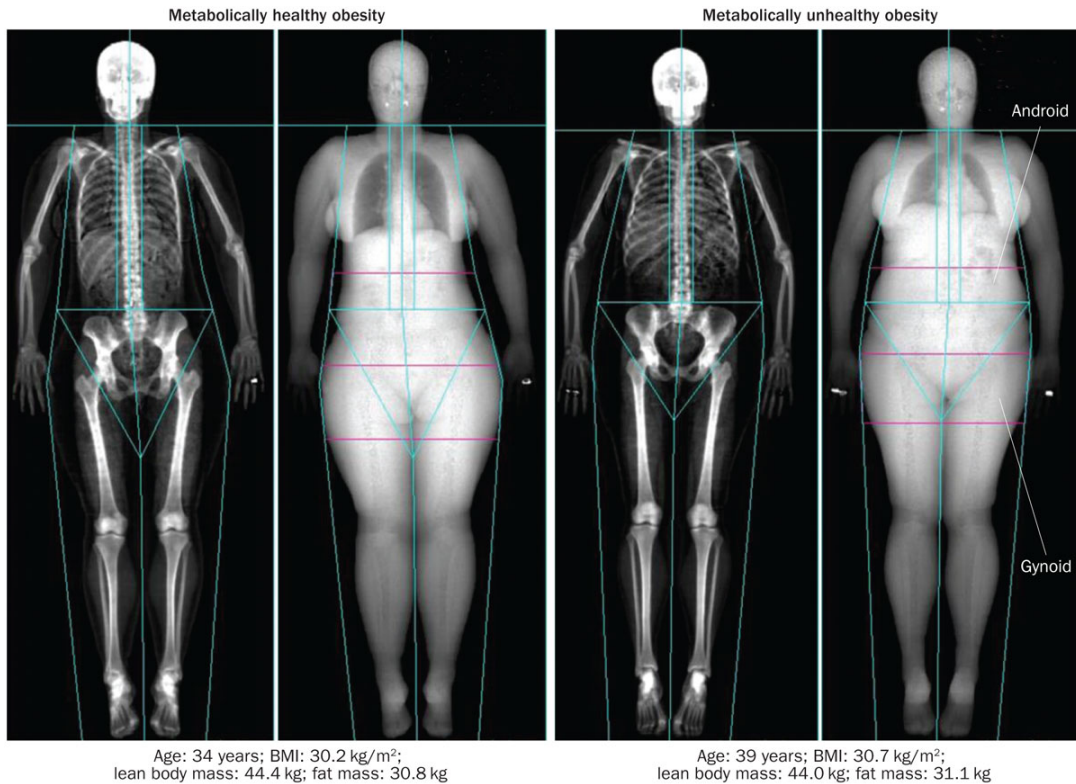 Metabolically healthy obesity
Metabolically unhealthy obesity
Android
Gynoid
Age: 34 years; BMI: 30.2 kg/m²;
lean body mass: 44.4 kg; fat mass: 30.8 kg
Age: 39 years; BMI: 30.7 kg/m²;
lean body mass: 44.0 kg; fat mass: 31.1 kg